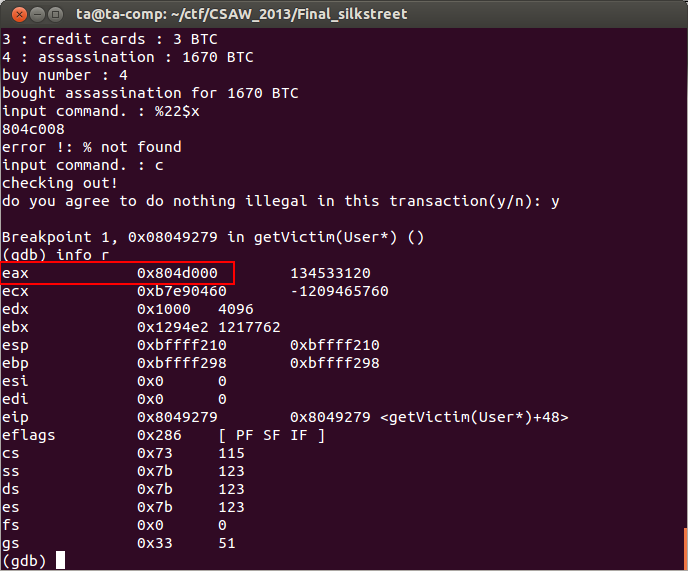 ta@ta-comp: ~/ctf/CSAW_2013/Final_silkstreet
3 : credit cards : 3 BTC
4 : assassination : 1670 BTC
buy number : 4
bought assassination for 1670 BTC
input command. : %22$x
804c008
error !: % not found
input command. : c
checking out!
do you agree to do nothing illegal in this transaction(y/n): y
Breakpoint 1, 0x08049279 in getVictim(User*) ()
(gdb) info r
eax 0x804d000 134533120
ecx 0xb7e90460 -1209465760
edx 0x1000 4096
ebx 0x1294e2 1217762
esp 0xbffff210 0xbffff210
ebp 0xbffff298 0xbffff298
esi 0x0 0
edi 0x0 0
eip 0x8049279 0x8049279 <getVictim(User*)+48>
eflags 0x286 [ PF SF IF ]
cs 0x73 115
ss 0x7b 123
ds 0x7b 123
es 0x7b 123
fs 0x0 0
gs 0x33 51
(gdb)